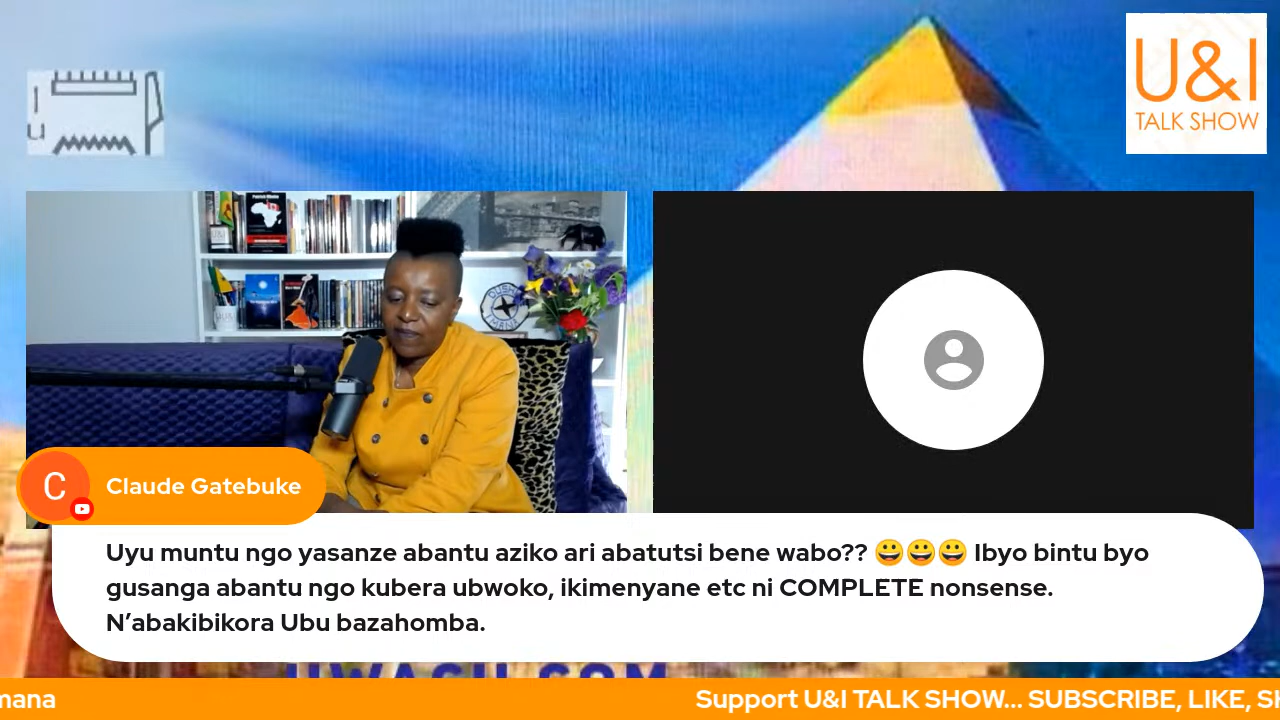 U&I
TALK SHOW
Claude Gatebuke
Uyu muntu ngo yasanze abantu aziko ari abatutsi bene wabo?? 😀😀😀 Ibyo bintu byo
gusanga abantu ngo kubera ubwoko, ikimenyane etc ni COMPLETE nonsense.
N’abakibikora Ubu bazahomba.
mana
Support U&I TALK SHOW... SUBSCRIBE, LIKE, SH